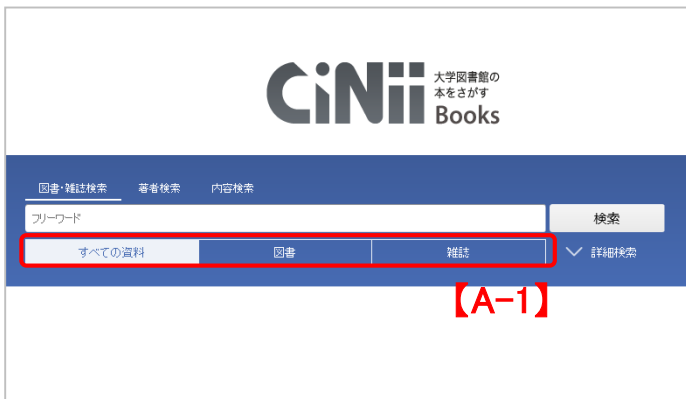 CiNii 大学図書館の
本をさがす
Books
図書・雑誌検索 著者検索 内容検索
フリーワード 検索
すべての資料 図書 雑誌 詳細検索
【A-1】